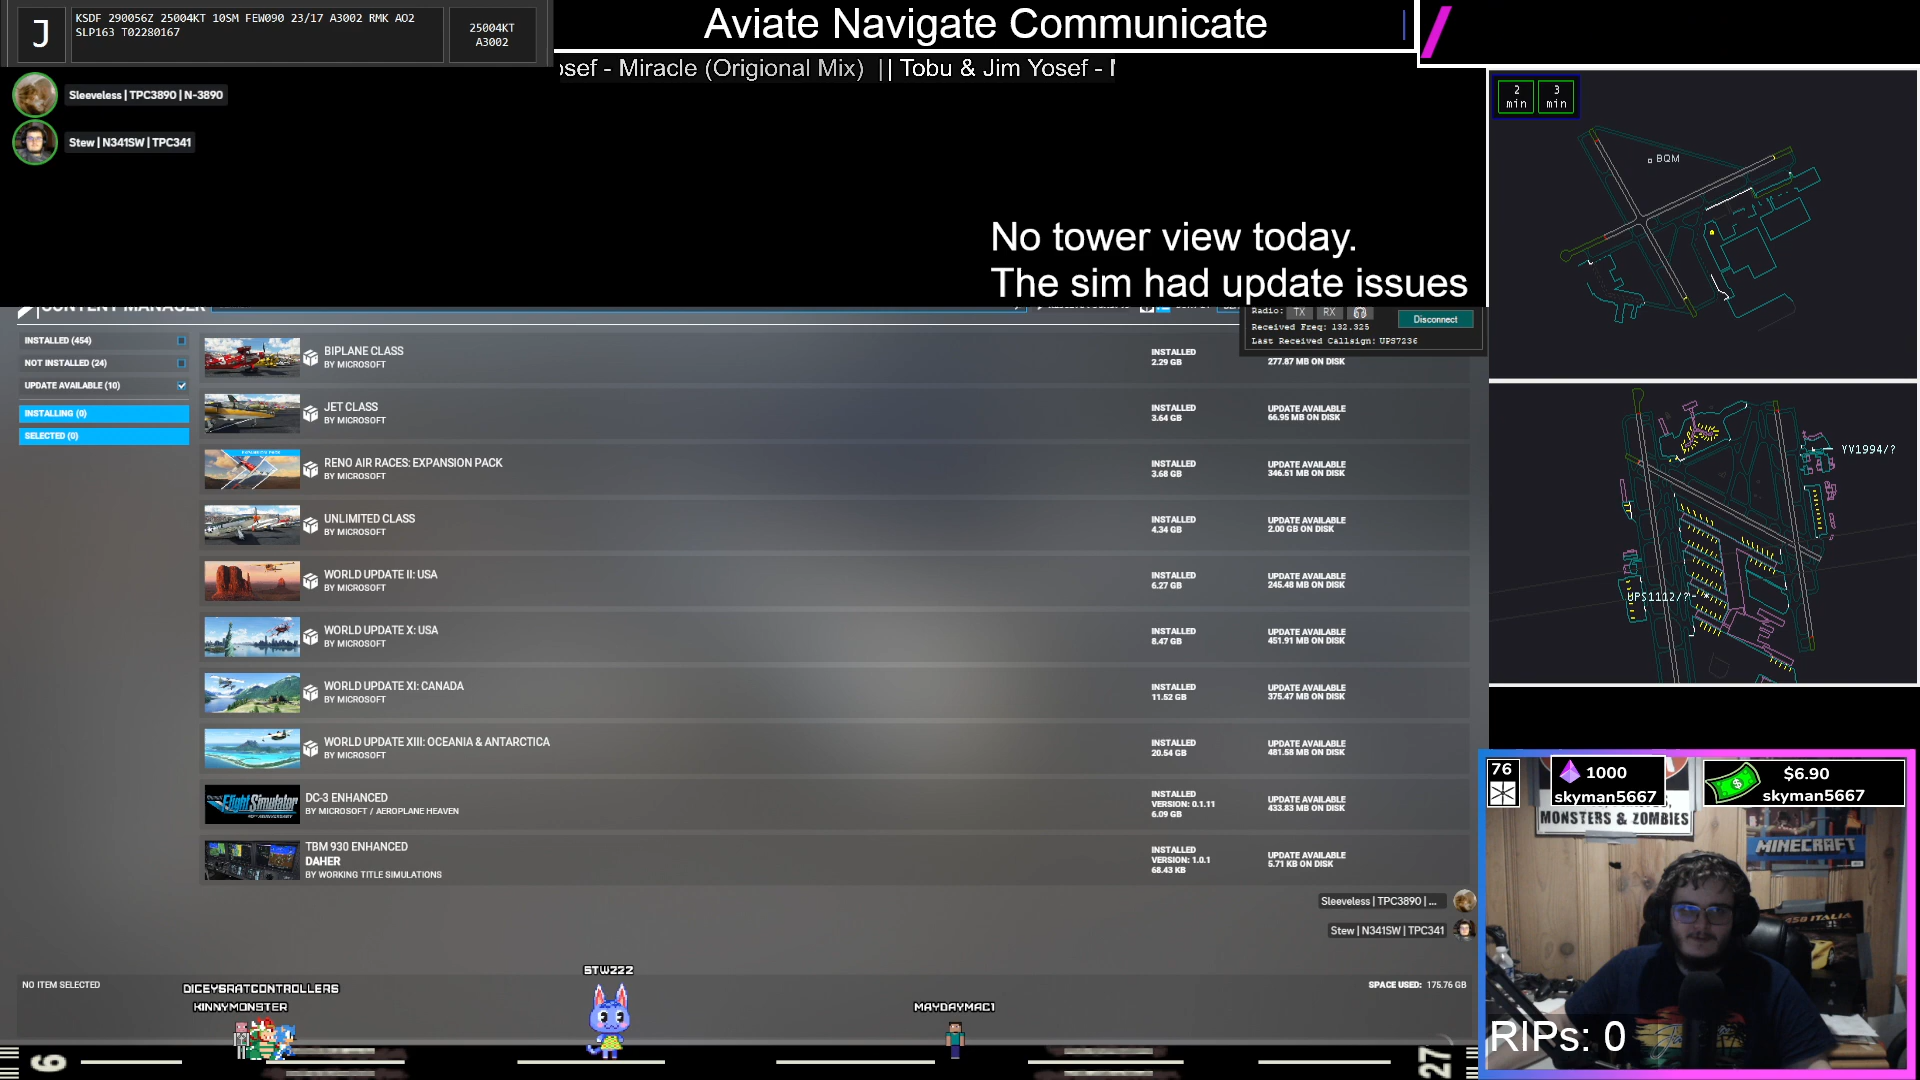 J
KSDF 290056Z 25004KT 10SM FEW090 23/17 A3002 RMK AO2
SLP163 T02280167
25004KT
A3002
Aviate Navigate Communicate
osef - Miracle (Origional Mix) || Tobu & Jim Yosef -
Sleeveless | TPC3890 | N-3890
Stew | N341SW | TPC341
2
min
3
min
BQM
No tower view today.
The sim had update issues
CONTENT MANAGER
Radio: TX RX
Disconnect
Received Freq: 132.325
Last Received Callsign: UPS7236
INSTALLED (454)
NOT INSTALLED (24)
UPDATE AVAILABLE (10)
INSTALLING (0)
SELECTED (0)
BIPLANE CLASS
BY MICROSOFT
INSTALLED
2.29 GB
277.87 MB ON DISK
JET CLASS
BY MICROSOFT
INSTALLED
3.64 GB
UPDATE AVAILABLE
66.95 MB ON DISK
RENO AIR RACES: EXPANSION PACK
BY MICROSOFT
INSTALLED
3.68 GB
UPDATE AVAILABLE
346.51 MB ON DISK
UNLIMITED CLASS
BY MICROSOFT
INSTALLED
4.34 GB
UPDATE AVAILABLE
2.00 GB ON DISK
WORLD UPDATE II: USA
BY MICROSOFT
INSTALLED
6.27 GB
UPDATE AVAILABLE
245.48 MB ON DISK
WORLD UPDATE X: USA
BY MICROSOFT
INSTALLED
8.47 GB
UPDATE AVAILABLE
451.91 MB ON DISK
WORLD UPDATE XI: CANADA
BY MICROSOFT
INSTALLED
11.52 GB
UPDATE AVAILABLE
375.47 MB ON DISK
WORLD UPDATE XIII: OCEANIA & ANTARCTICA
BY MICROSOFT
INSTALLED
20.54 GB
UPDATE AVAILABLE
481.58 MB ON DISK
Flight Simulator
DC-3 ENHANCED
BY MICROSOFT / AEROPLANE HEAVEN
INSTALLED
VERSION: 0.1.11
6.09 GB
UPDATE AVAILABLE
433.83 MB ON DISK
TBM 930 ENHANCED
DAHER
BY WORKING TITLE SIMULATIONS
INSTALLED
VERSION: 1.0.1
68.43 KB
UPDATE AVAILABLE
5.71 KB ON DISK
YV1994/?
UPS1112/?
Sleeveless | TPC3890 | ...
Stew | N341SW | TPC341
NO ITEM SELECTED
SPACE USED: 175.76 GB
DICEYBRATCONTROLLERS
KINNYMONSTER
STW222
MAYDAYMAC1
6
27
76
1000
skyman5667
$6.90
skyman5667
MONSTERS & ZOMBIES
MINECRAFT
458 ITALIA
RIPs: 0